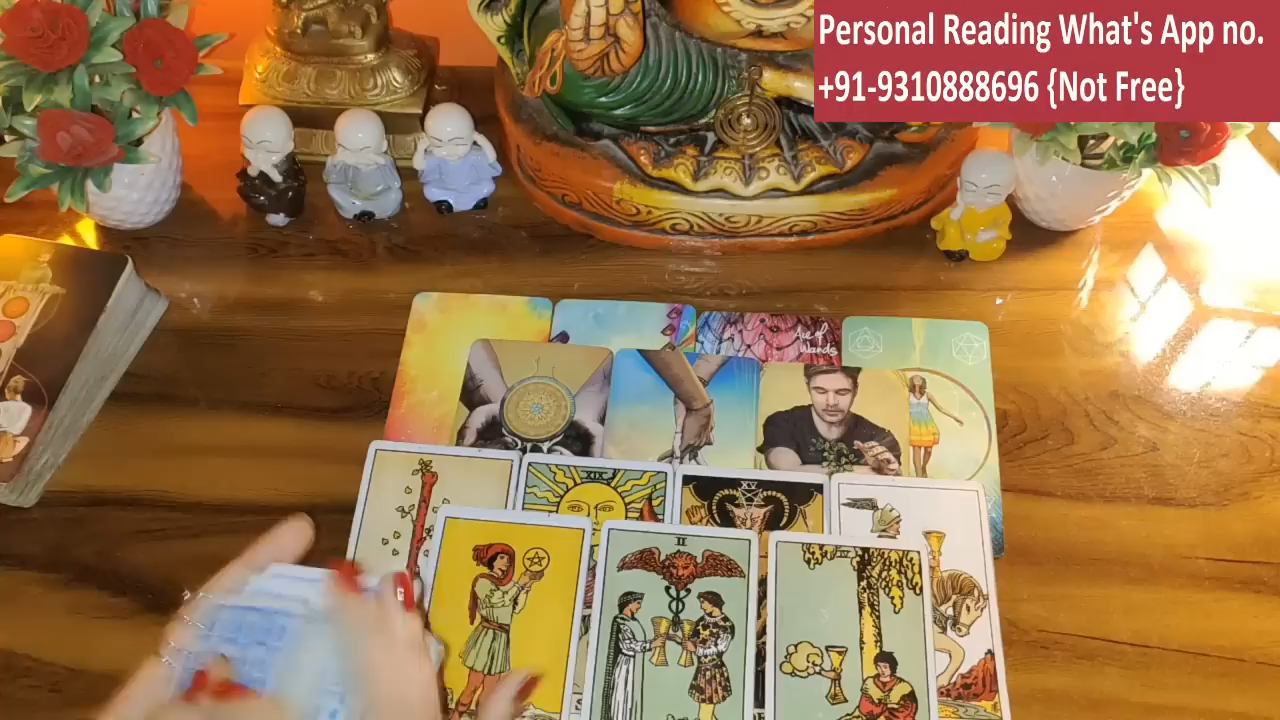 Personal Reading What's App no.
+91-9310888696 {Not Free}
Ace of
Wands
XIX
XV
II